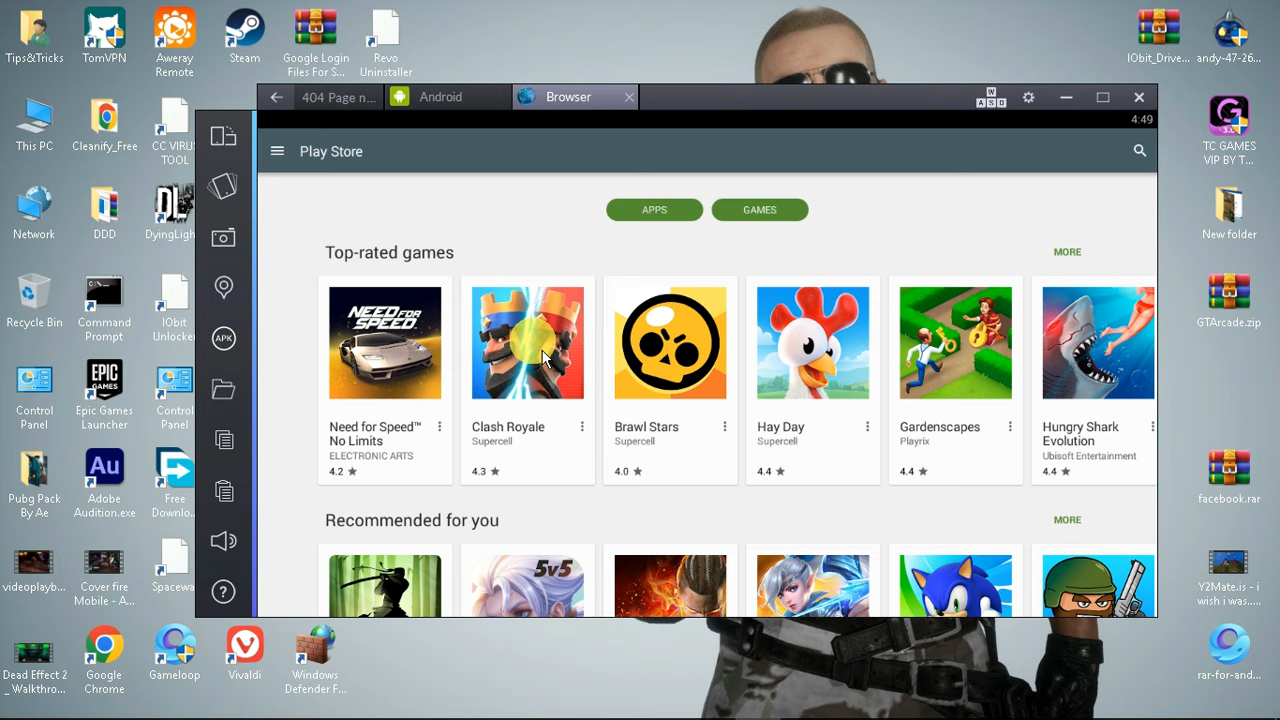 Tips&Tricks
TomVPN
Aweray
Remote
Steam
Google Login
Files For S...
Revo
Uninstaller
IObit_Drive...
andy-47-26...
404 Page n...
Android
Browser
W
A S D
4:49
This PC
Cleanify_Free
CC VIRUS
TOOL
Play Store
TC GAMES
VIP BY T...
APPS
GAMES
Network
DDD
DyingLigh
New folder
Top-rated games
MORE
NEED FOR
SPEED
Recycle Bin
Command
Prompt
IObit
Unlocker
APK
GTArcade.zip
Control
Panel
EPIC
GAMES
Epic Games
Launcher
Control
Panel
Need for Speed™
No Limits
ELECTRONIC ARTS
4.2
Clash Royale
Supercell
4.3
Brawl Stars
Supercell
4.0
Hay Day
Supercell
4.4
Gardenscapes
Playrix
4.4
Hungry Shark
Evolution
Ubisoft Entertainment
4.4
Pubg Pack
By Ae
Au
Adobe
Audition.exe
Free
Downlo...
facebook.rar
Recommended for you
MORE
5v5
videoplayb...
Cover fire
Mobile - A...
Spacewa
Y2Mate.is - i
wish i was.....
Dead Effect 2
_ Walkthro...
Google
Chrome
Gameloop
Vivaldi
Windows
Defender F...
rar-for-and...